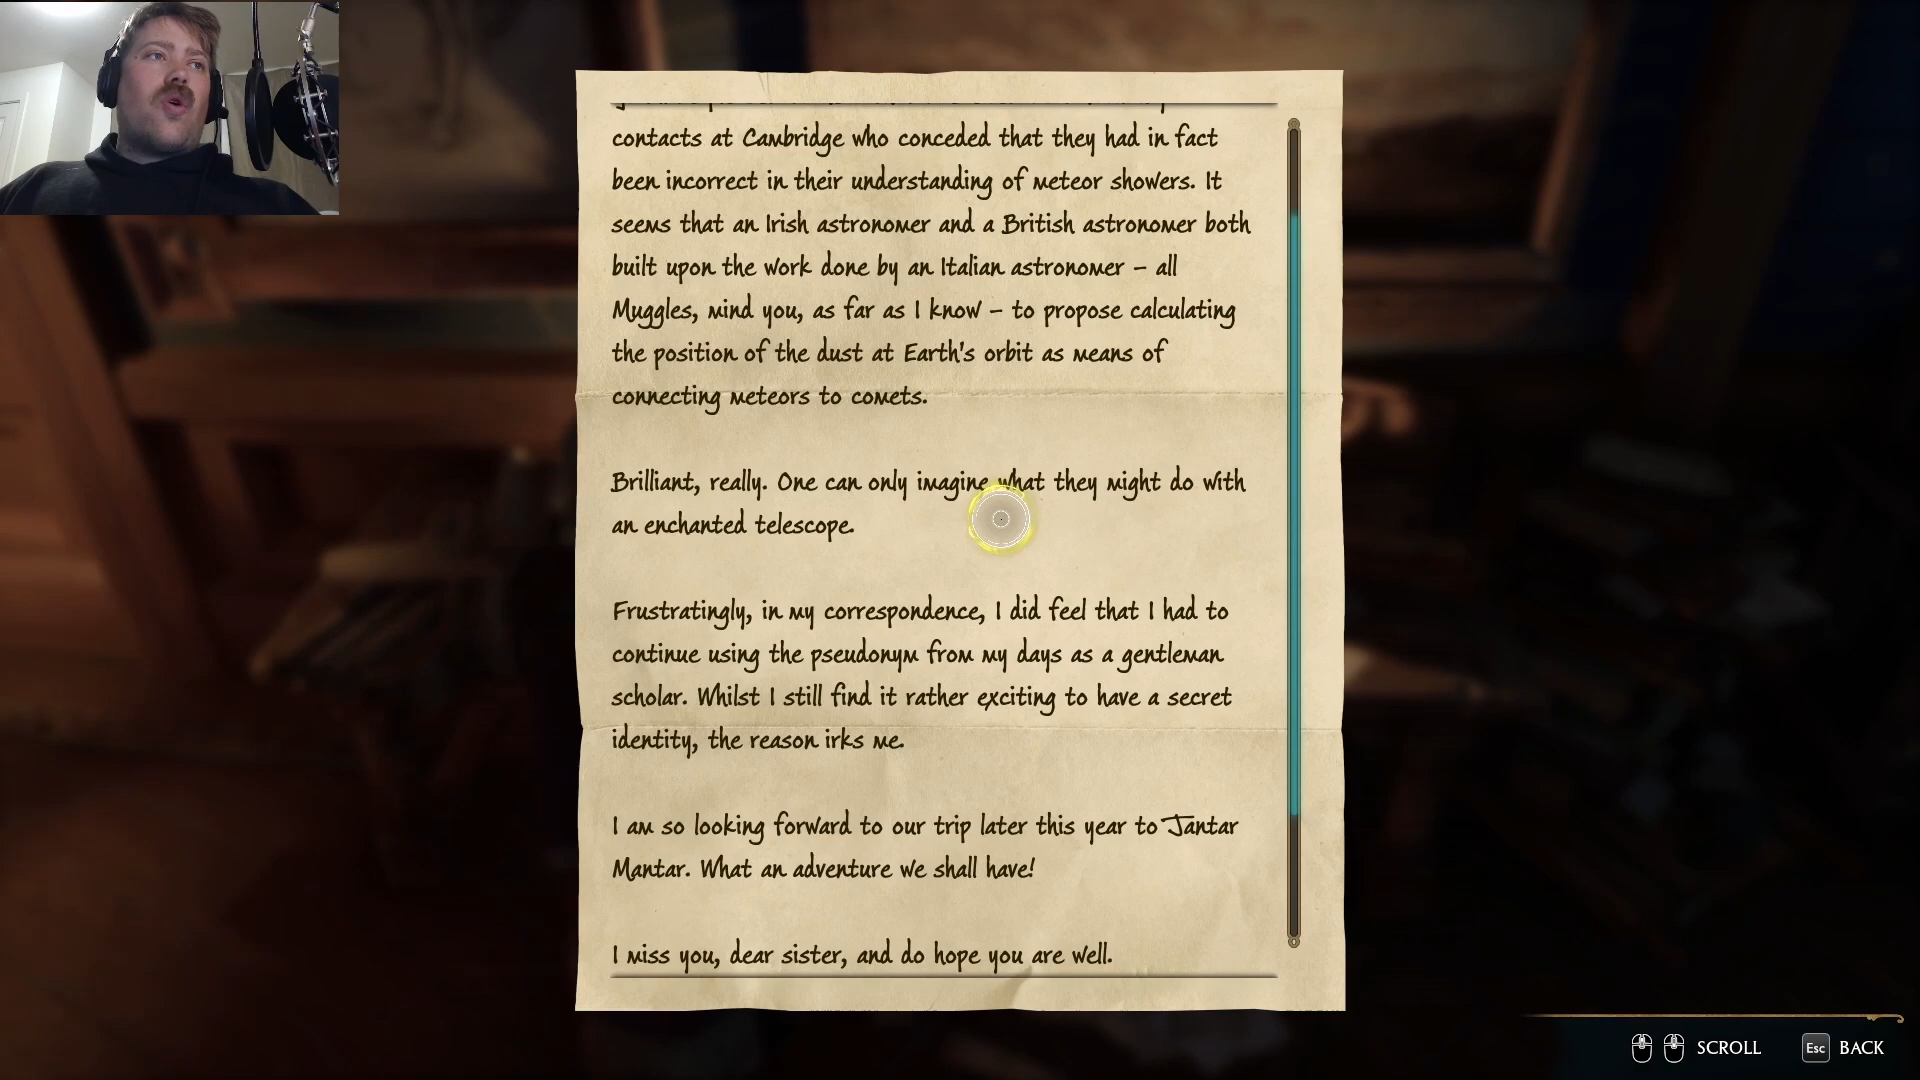 contacts at Cambridge who conceded that they had in fact
been incorrect in their understanding of meteor showers. It
seems that an Irish astronomer and a British astronomer both
built upon the work done by an Italian astronomer – all
Muggles, mind you, as far as I know – to propose calculating
the position of the dust at Earth's orbit as means of
connecting meteors to comets.
Brilliant, really. One can only imagine what they might do with
an enchanted telescope.
Frustratingly, in my correspondence, I did feel that I had to
continue using the pseudonym from my days as a gentleman
scholar. Whilst I still find it rather exciting to have a secret
identity, the reason irks me.
I am so looking forward to our trip later this year to Jantar
Mantar. What an adventure we shall have!
I miss you, dear sister, and do hope you are well.
SCROLL Esc BACK